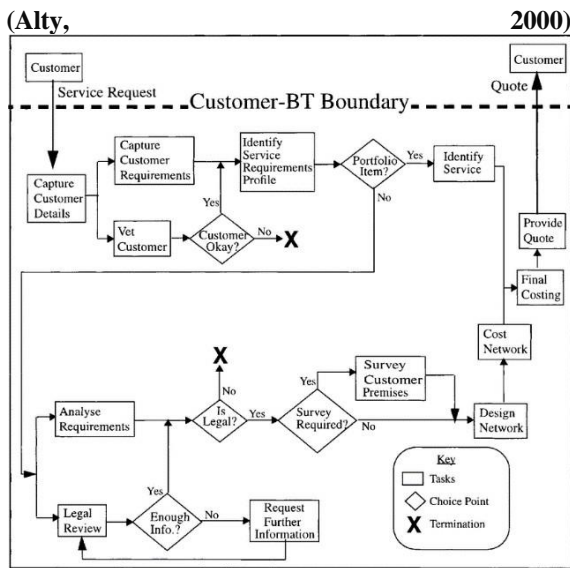 (Alty, 2000)
Customer
Customer
Service Request
Quote
Customer-BT Boundary
Capture
Customer
Requirements
Identify
Service
Requirements
Profile
Portfolio
Item?
Yes
Identify
Service
Capture
Customer
Details
Yes
No
Vet
Customer
Customer
Okay?
No
X
Provide
Quote
Final
Costing
Cost
Network
X
No
Survey
Customer
Premises
Yes
Analyse
Requirements
Is
Legal?
Yes
Survey
Required?
No
Design
Network
Yes
Legal
Review
Enough
Info.?
No
Request
Further
Information
Key
Tasks
Choice Point
X Termination